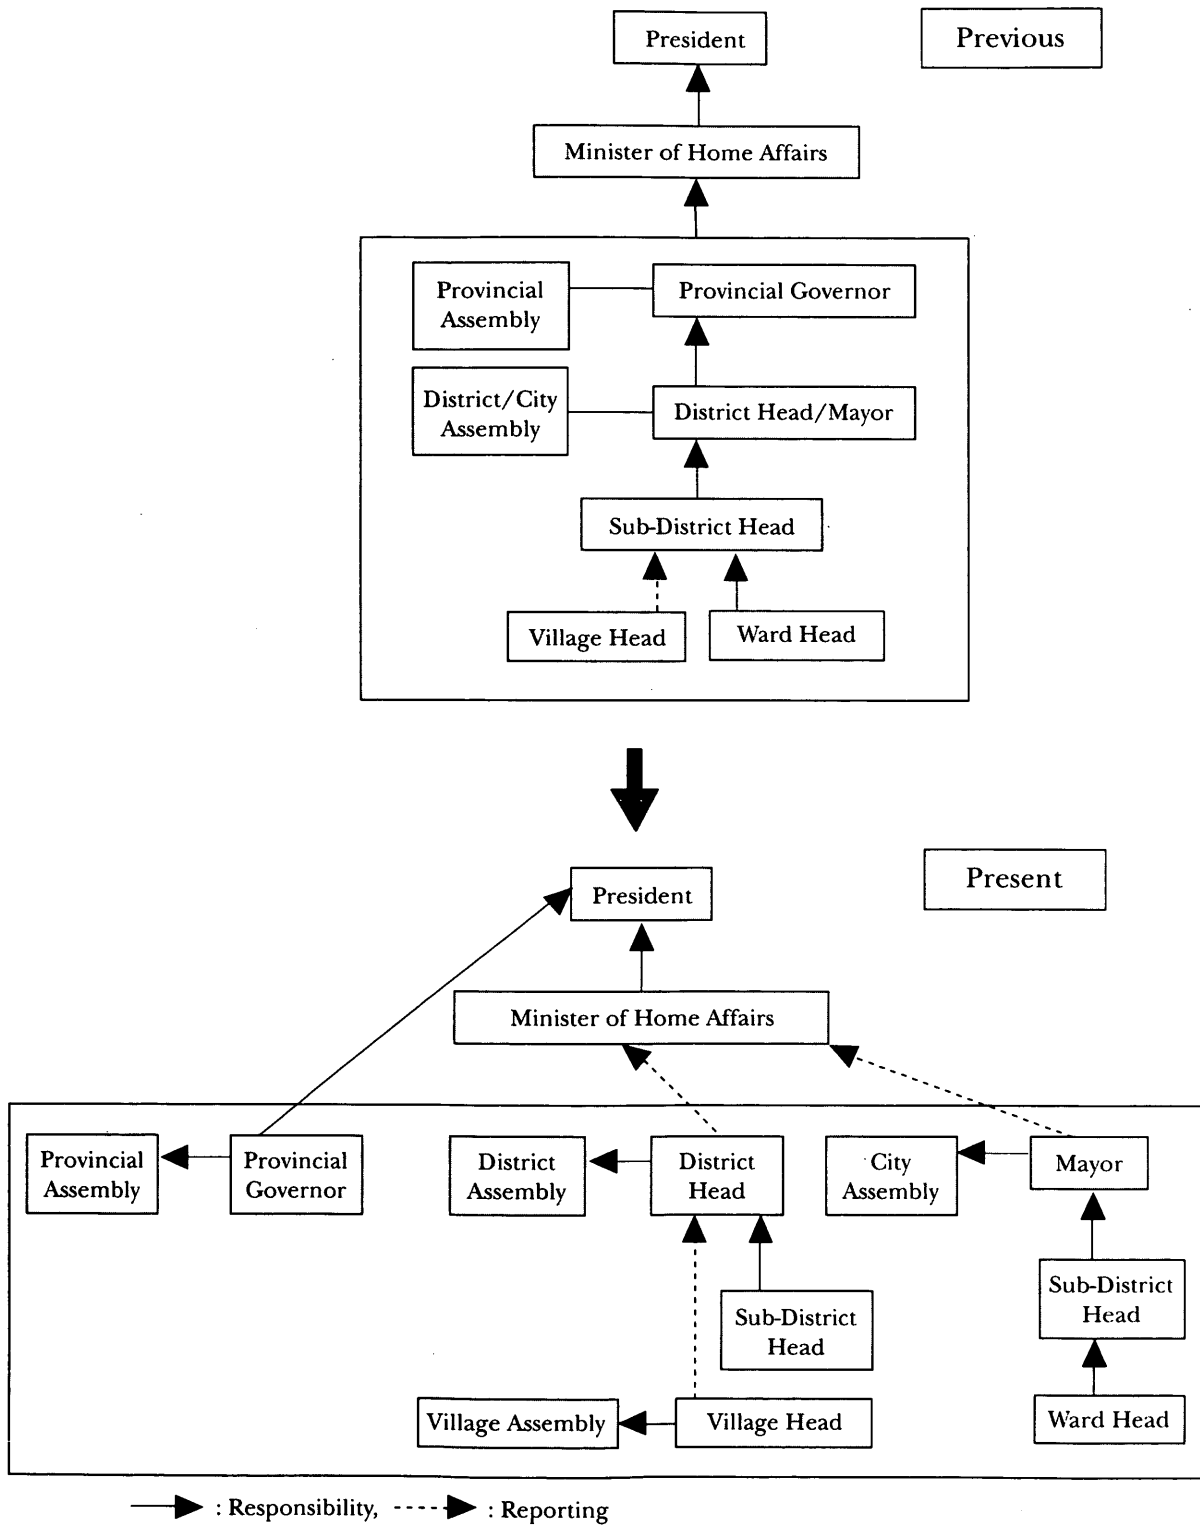 President
Previous
Minister of Home Affairs
Provincial
Assembly
Provincial Governor
District/City
Assembly
District Head/Mayor
Sub-District Head
Village Head
Ward Head
President
Present
Minister of Home Affairs
Provincial
Assembly
Provincial
Governor
District
Assembly
District
Head
City
Assembly
Mayor
Sub-District
Head
Sub-District
Head
Village Assembly
Village Head
Ward Head
: Responsibility, : Reporting